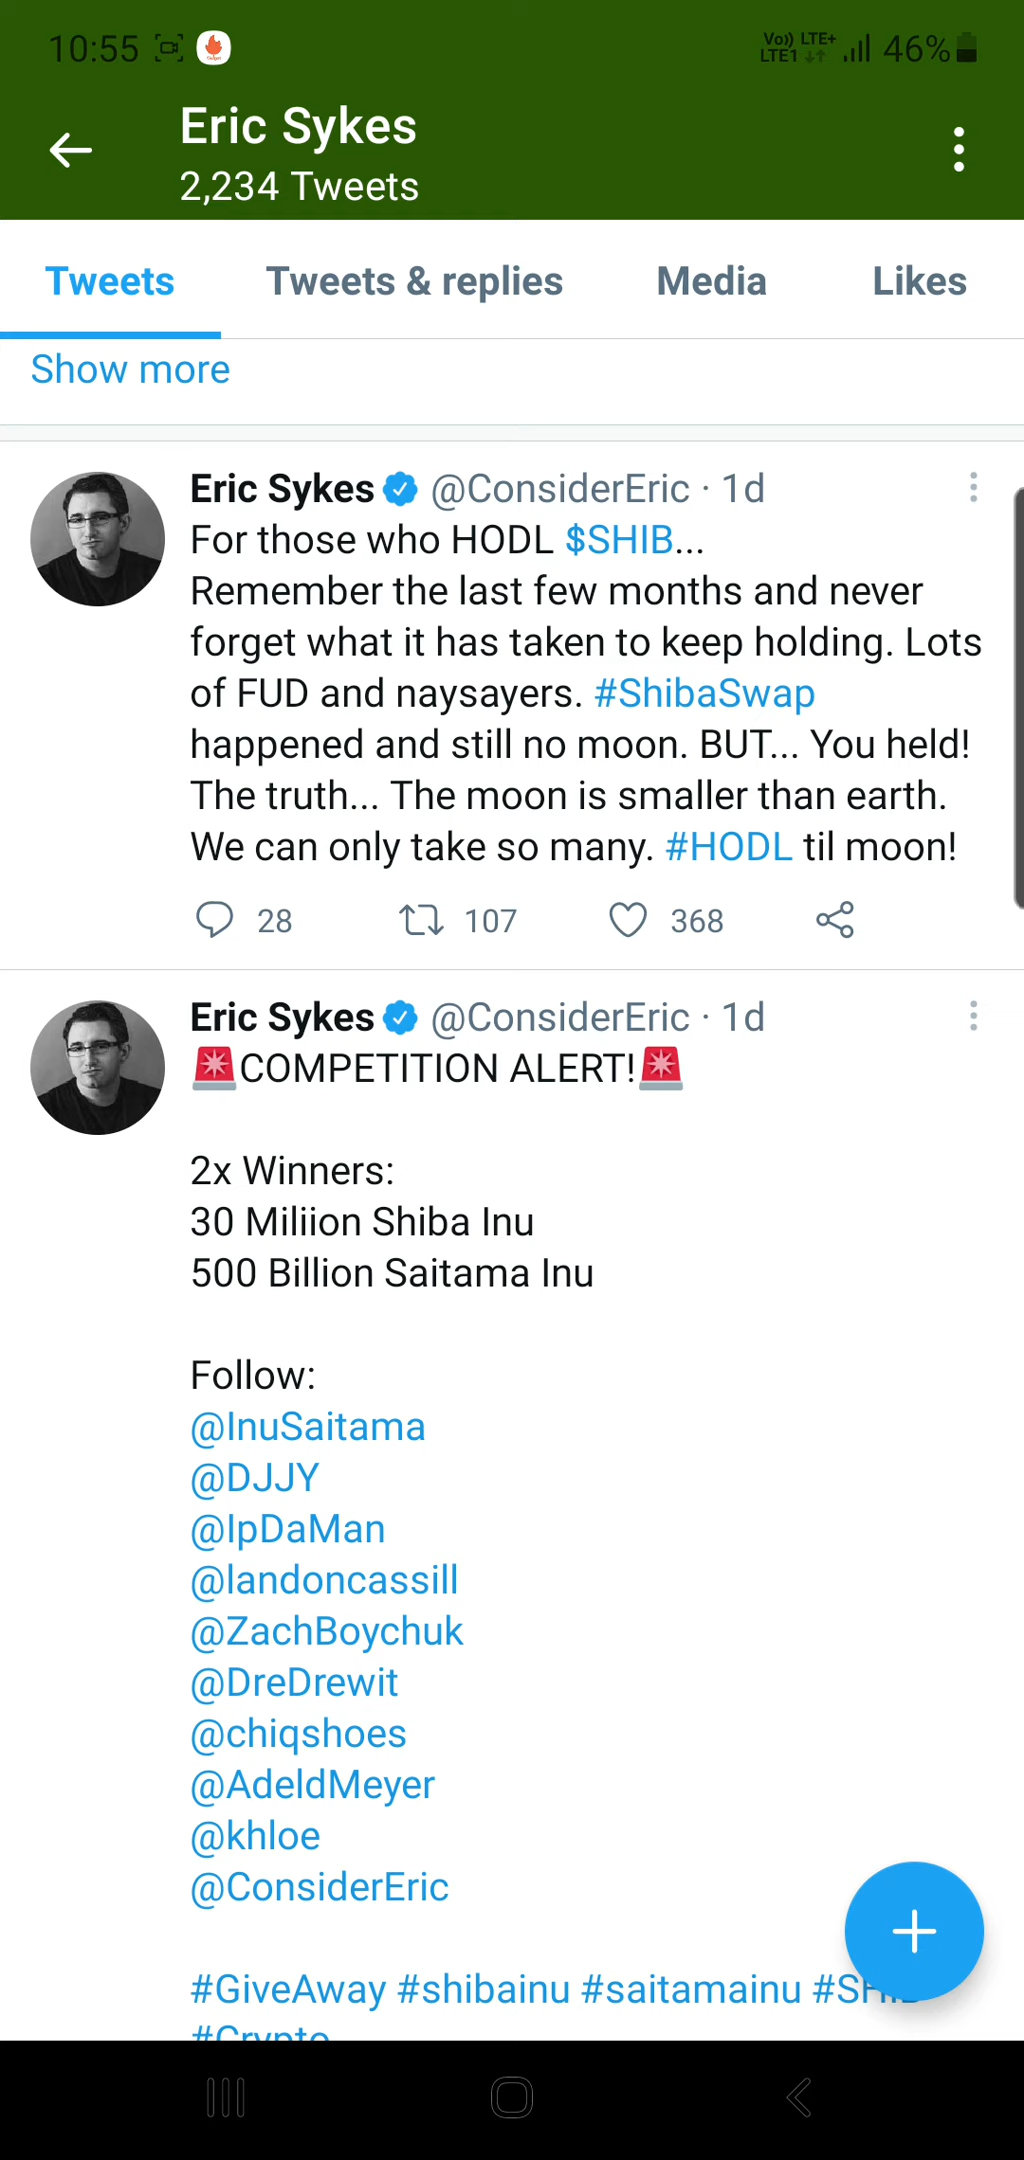 10:55
Vo)) LTE+
LTE1
46%
Eric Sykes
2,234 Tweets
Tweets
Tweets & replies
Media
Likes
Show more
Eric Sykes @ConsiderEric · 1d
For those who HODL $SHIB...
Remember the last few months and never
forget what it has taken to keep holding. Lots
of FUD and naysayers. #ShibaSwap
happened and still no moon. BUT... You held!
The truth... The moon is smaller than earth.
We can only take so many. #HODL til moon!
28
107
368
Eric Sykes @ConsiderEric · 1d
🚨COMPETITION ALERT!🚨
2x Winners:
30 Miliion Shiba Inu
500 Billion Saitama Inu
Follow:
@InuSaitama
@DJJY
@IpDaMan
@landoncassill
@ZachBoychuk
@DreDrewit
@chiqshoes
@AdeldMeyer
@khloe
@ConsiderEric
#GiveAway #shibainu #saitamainu #SHIB
#Crypto